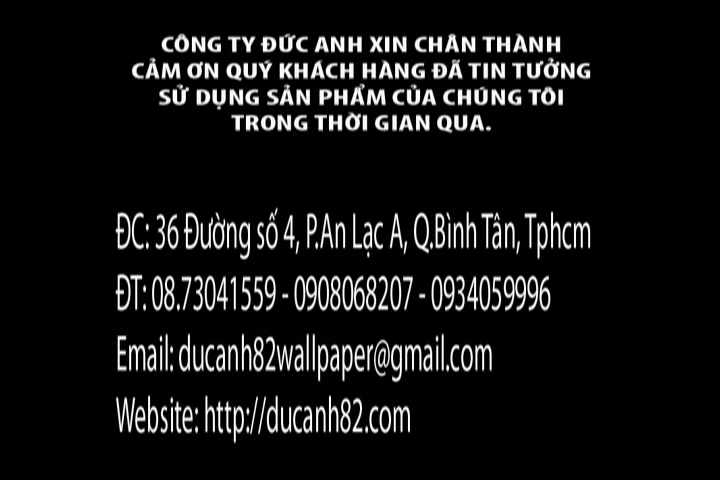 CÔNG TY ĐỨC ANH XIN CHÂN THÀNH
CẢM ƠN QUÝ KHÁCH HÀNG ĐÃ TIN TƯỞNG
SỬ DỤNG SẢN PHẨM CỦA CHÚNG TÔI
TRONG THỜI GIAN QUA.
ĐC: 36 Đường số 4, P.An Lạc A, Q.Bình Tân, Tphcm
ĐT: 08.73041559 - 0908068207 - 0934059996
Email: ducanh82wallpaper@gmail.com
Website: http://ducanh82.com